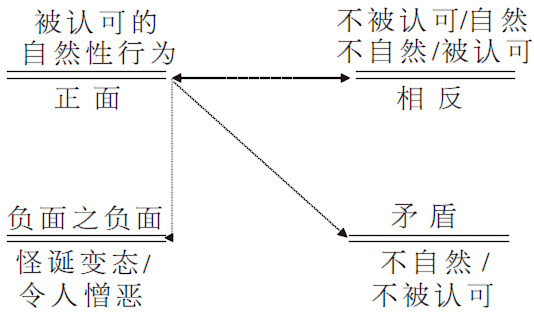 被认可的
自然性行为
正面
不被认可/自然
不自然/被认可
相反
负面之负面
怪诞变态/
令人憎恶
矛盾
不自然/
不被认可